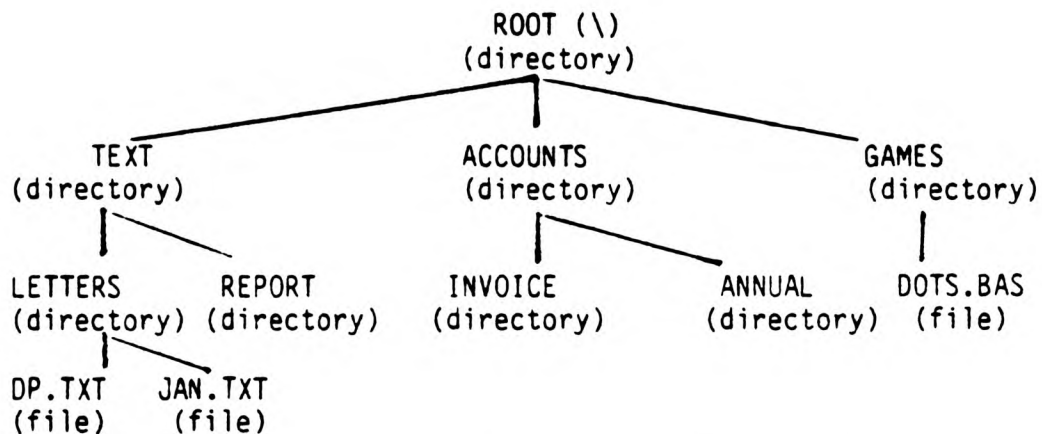 ROOT (\)
(directory)
TEXT ACCOUNTS GAMES
(directory) (directory) (directory)
LETTERS REPORT INVOICE ANNUAL DOTS.BAS
(directory) (directory) (directory) (directory) (file)
DP.TXT JAN.TXT
(file) (file)